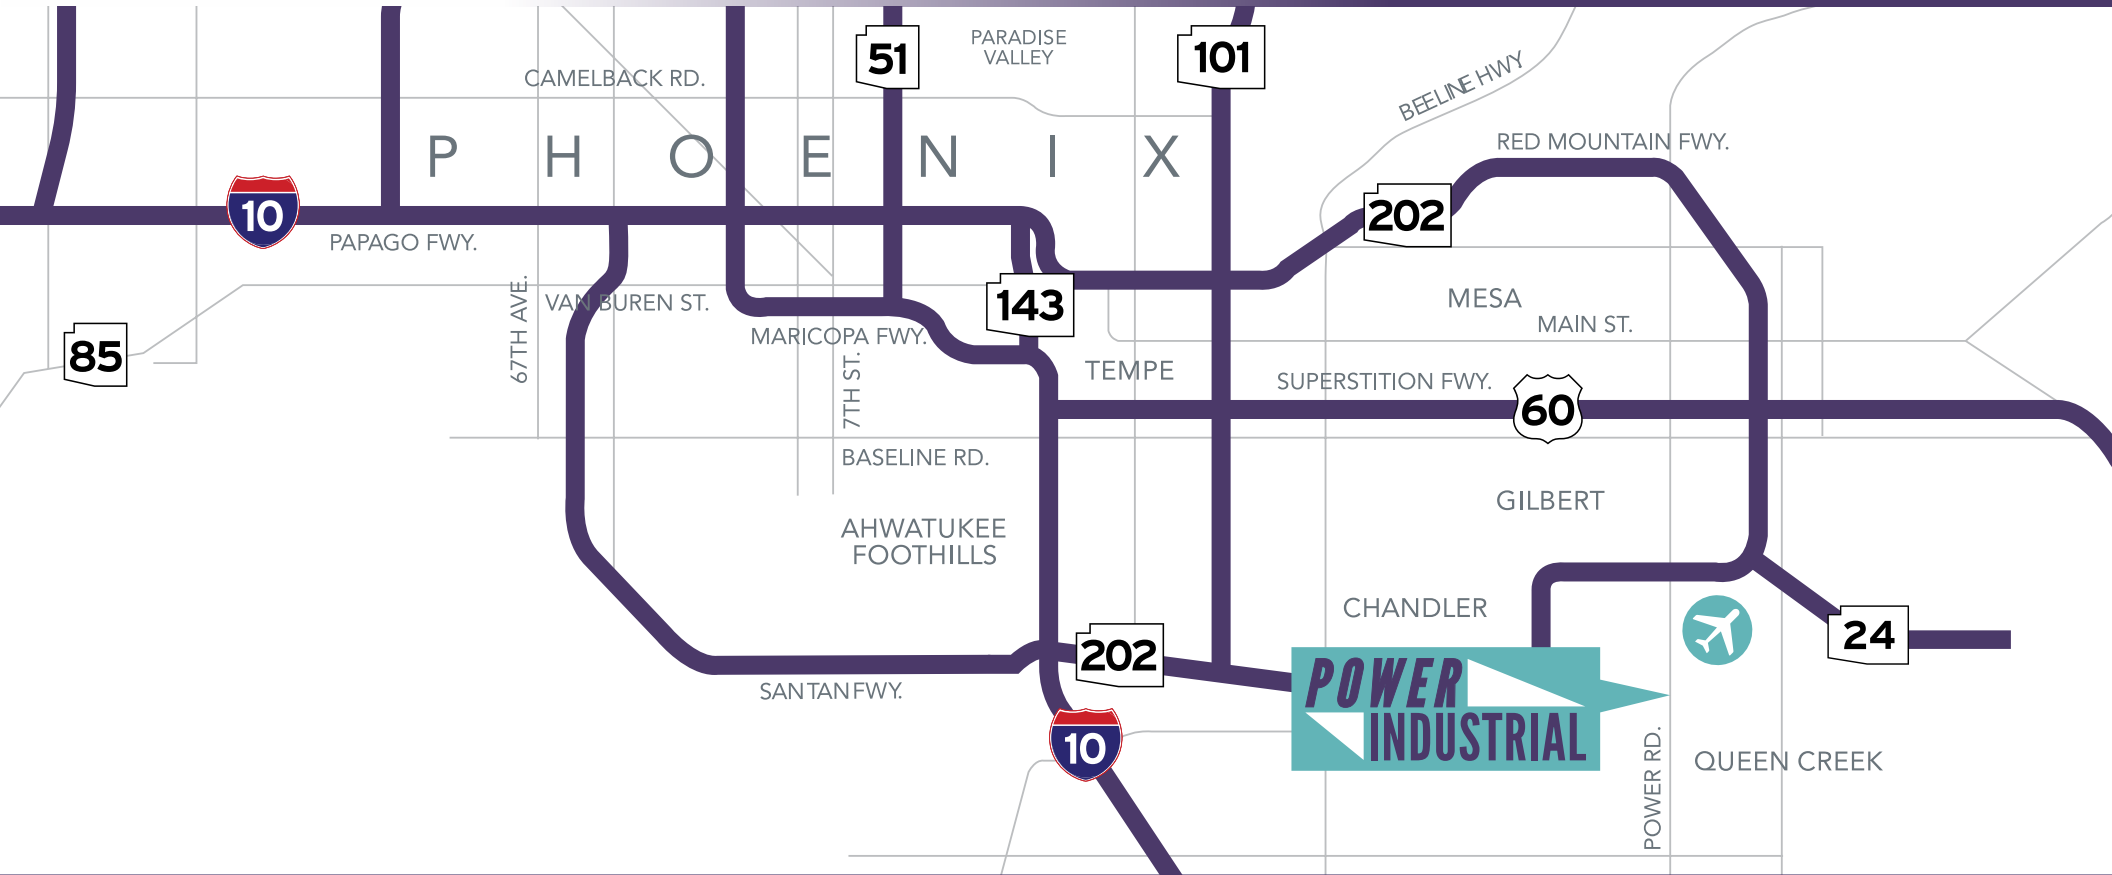 51
PARADISE
VALLEY
101
CAMELBACK RD.
BEELINE HWY
RED MOUNTAIN FWY.
PHOENIX
10
202
PAPAGO FWY.
67TH AVE.
VAN BUREN ST.
143
MESA
MAIN ST.
MARICOPA FWY.
85
7TH ST.
TEMPE
SUPERSTITION FWY.
60
BASELINE RD.
GILBERT
AHWATUKEE
FOOTHILLS
CHANDLER
24
202
SANTAN FWY.
POWER
INDUSTRIAL
10
POWER RD.
QUEEN CREEK